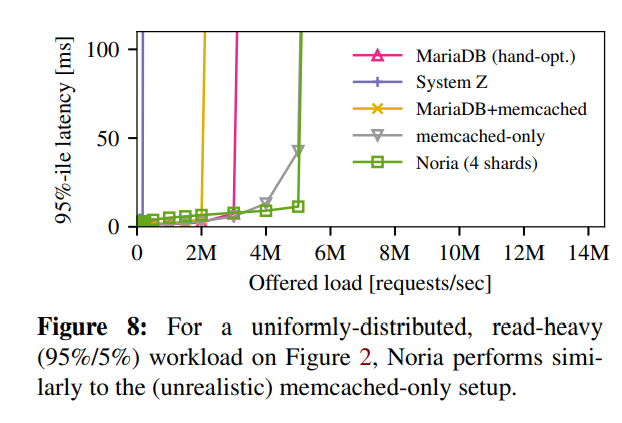 100
50
0
95%-ile latency [ms]
MariaDB (hand-opt.)
System Z
MariaDB+memcached
memcached-only
Noria (4 shards)
0 2M 4M 6M 8M 10M 12M 14M
Offered load [requests/sec]
Figure 8: For a uniformly-distributed, read-heavy
(95%/5%) workload on Figure 2, Noria performs simi-
larly to the (unrealistic) memcached-only setup.